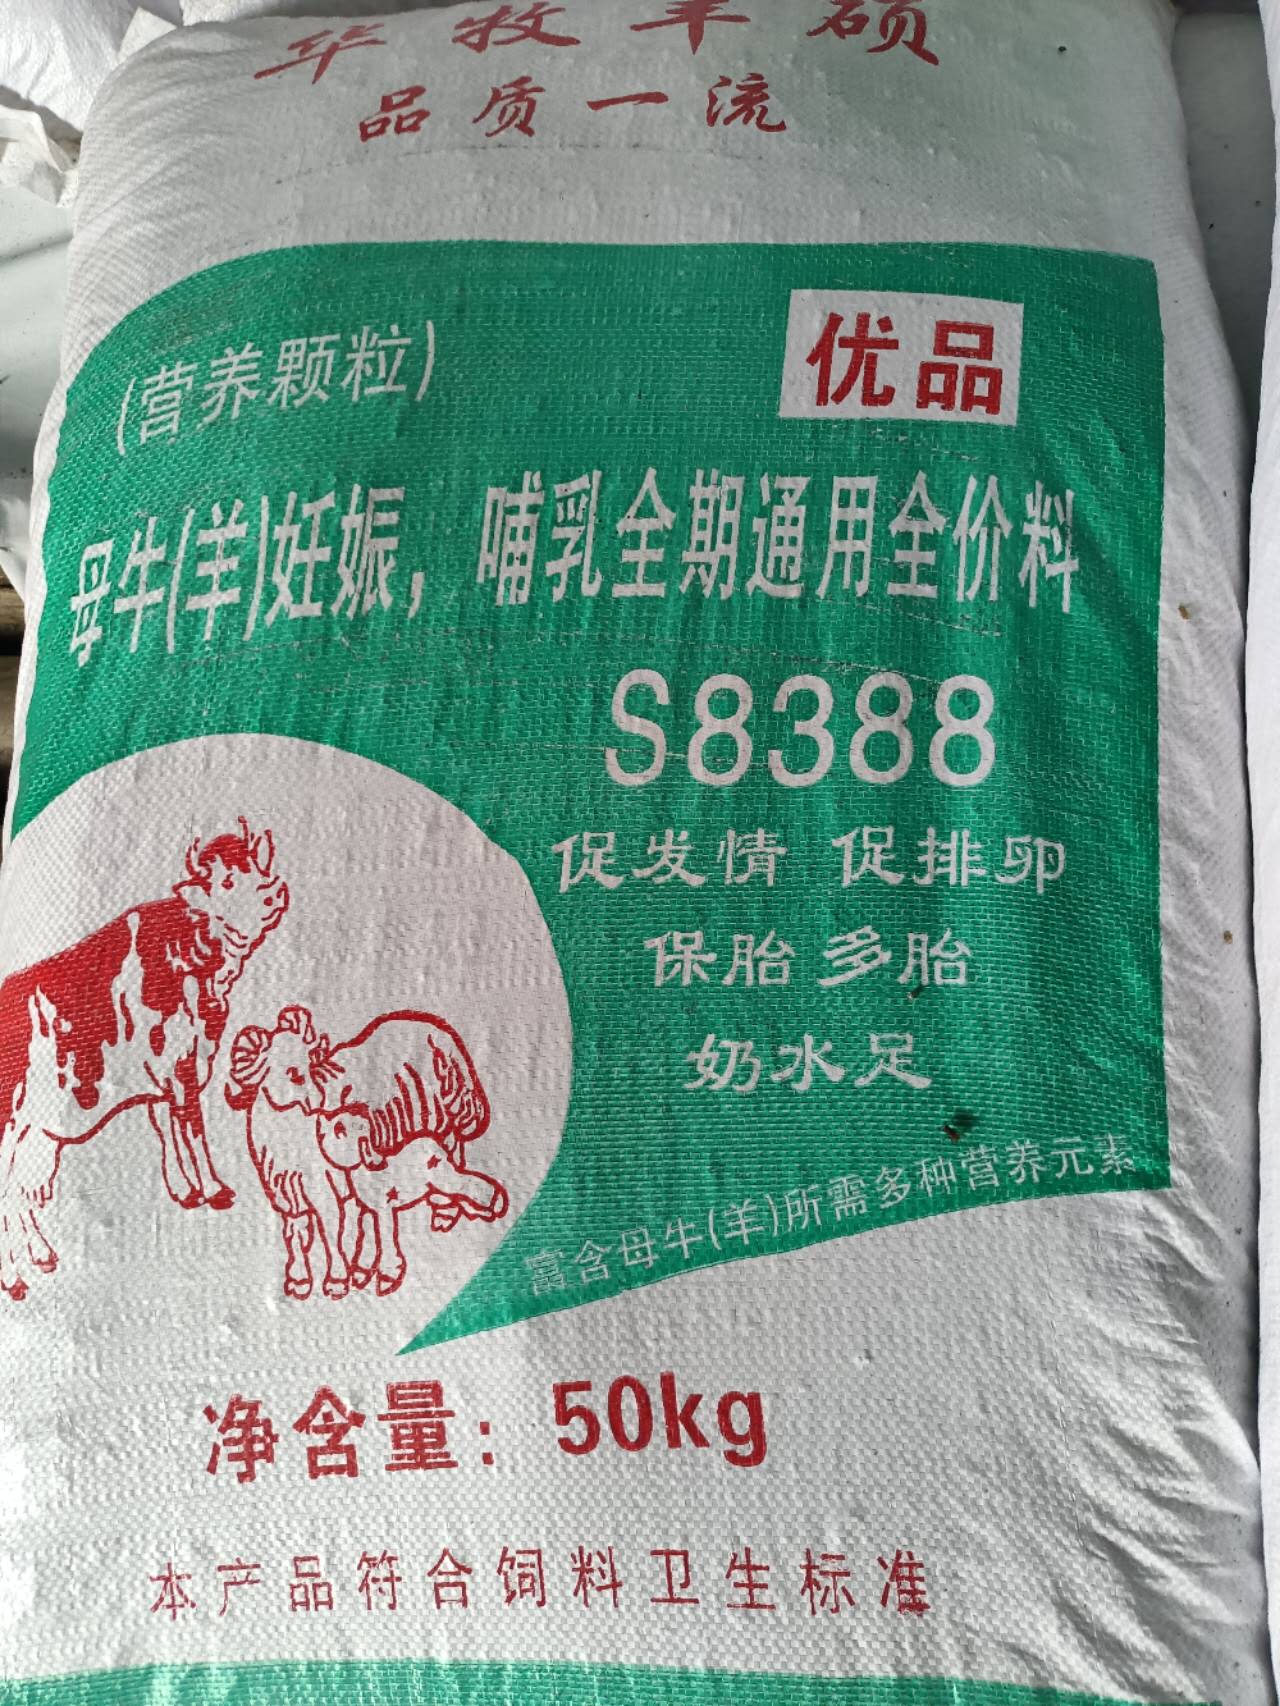 华牧丰硕
品质一流
优品
(营养颗粒)
母牛(羊)妊娠，哺乳全期通用全价料
S8388
促发情 促排卵
保胎 多胎
奶水足
富含母牛(羊)所需多种营养元素
净含量：50kg
本产品符合饲料卫生标准